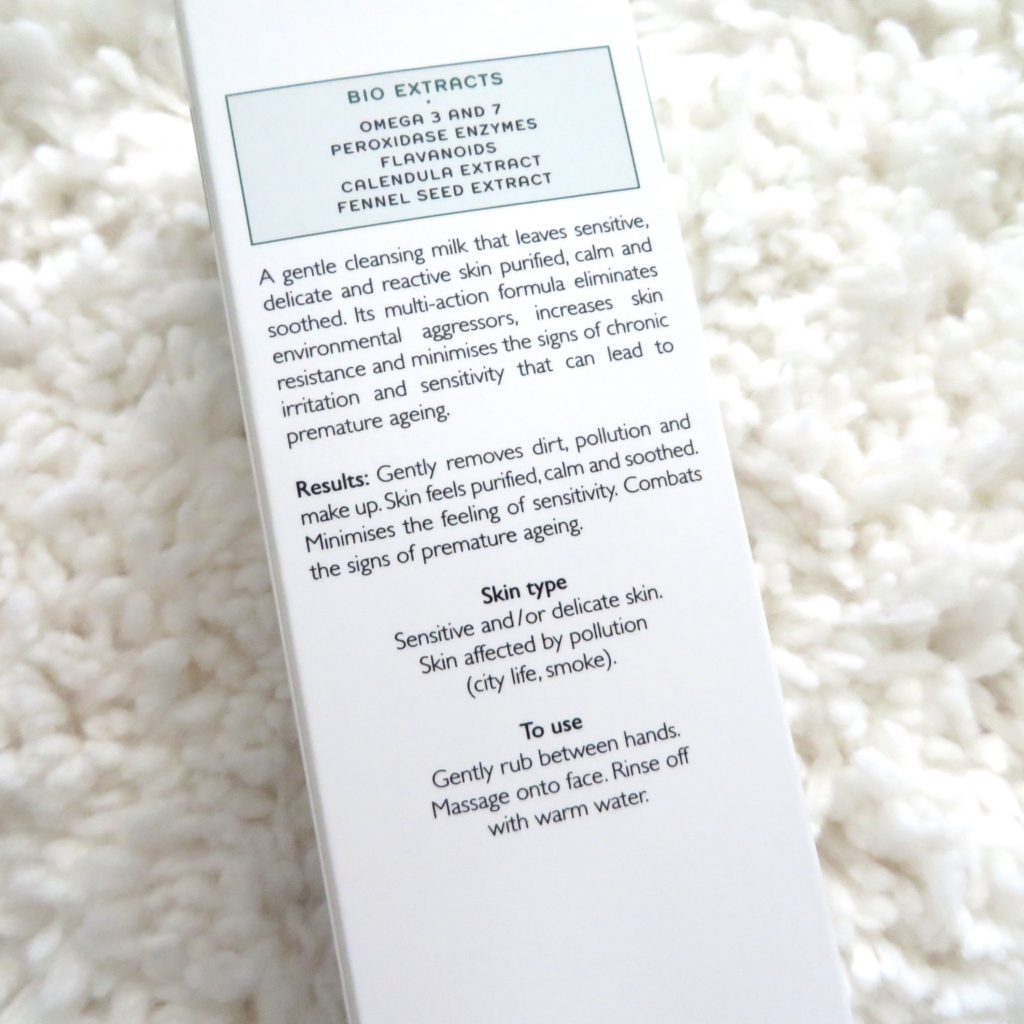 BIO EXTRACTS
OMEGA 3 AND 7
PEROXIDASE ENZYMES
FLAVANOIDS
CALENDULA EXTRACT
FENNEL SEED EXTRACT
A gentle cleansing milk that leaves sensitive,
delicate and reactive skin purified, calm and
soothed. Its multi-action formula eliminates
environmental aggressors, increases skin
resistance and minimises the signs of chronic
irritation and sensitivity that can lead to
premature ageing.
Results: Gently removes dirt, pollution and
make up. Skin feels purified, calm and soothed.
Minimises the feeling of sensitivity. Combats
the signs of premature ageing.
Skin type
Sensitive and/or delicate skin.
Skin affected by pollution
(city life, smoke).
To use
Gently rub between hands.
Massage onto face. Rinse off
with warm water.